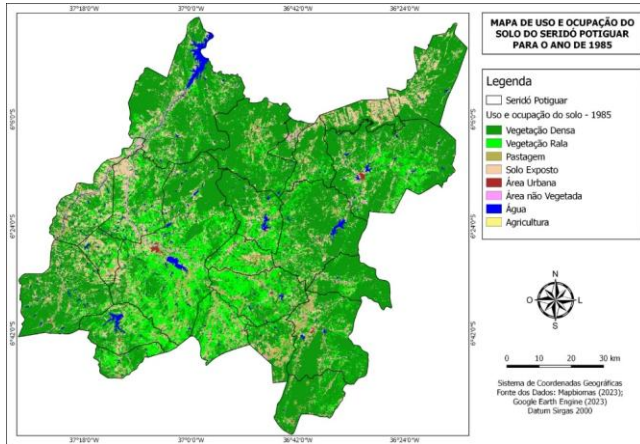 MAPA DE USO E OCUPAÇÃO DO
SOLO DO SERIDÓ POTIGUAR
PARA O ANO DE 1985
37°18'0"O
37°0'0"O
36°42'0"O
36°24'0"O
6°6'0"S
6°6'0"S
6°24'0"S
6°24'0"S
6°42'0"S
6°42'0"S
37°18'0"O
37°0'0"O
36°42'0"O
36°24'0"O
Legenda
Seridó Potiguar
Uso e ocupação do solo - 1985
Vegetação Densa
Vegetação Rala
Pastagem
Solo Exposto
Área Urbana
Área não Vegetada
Água
Agricultura
N
O L
S
0 10 20 30 km
Sistema de Coordenadas Geográficas
Fonte dos Dados: Mapbiomas (2023);
Google Earth Engine (2023)
Datum Sirgas 2000